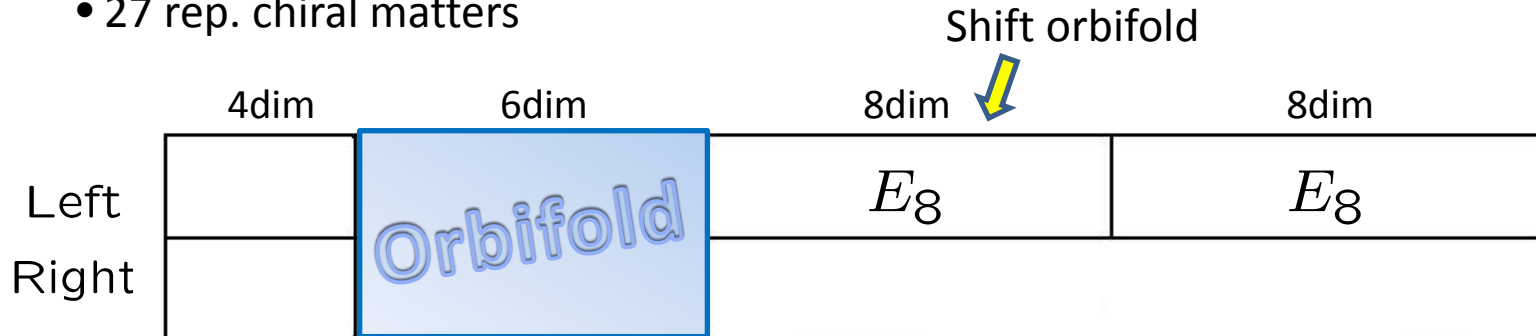 • 27 rep. chiral matters
Shift orbifold
4dim 6dim 8dim 8dim
Left Orbifold E8 E8
Right